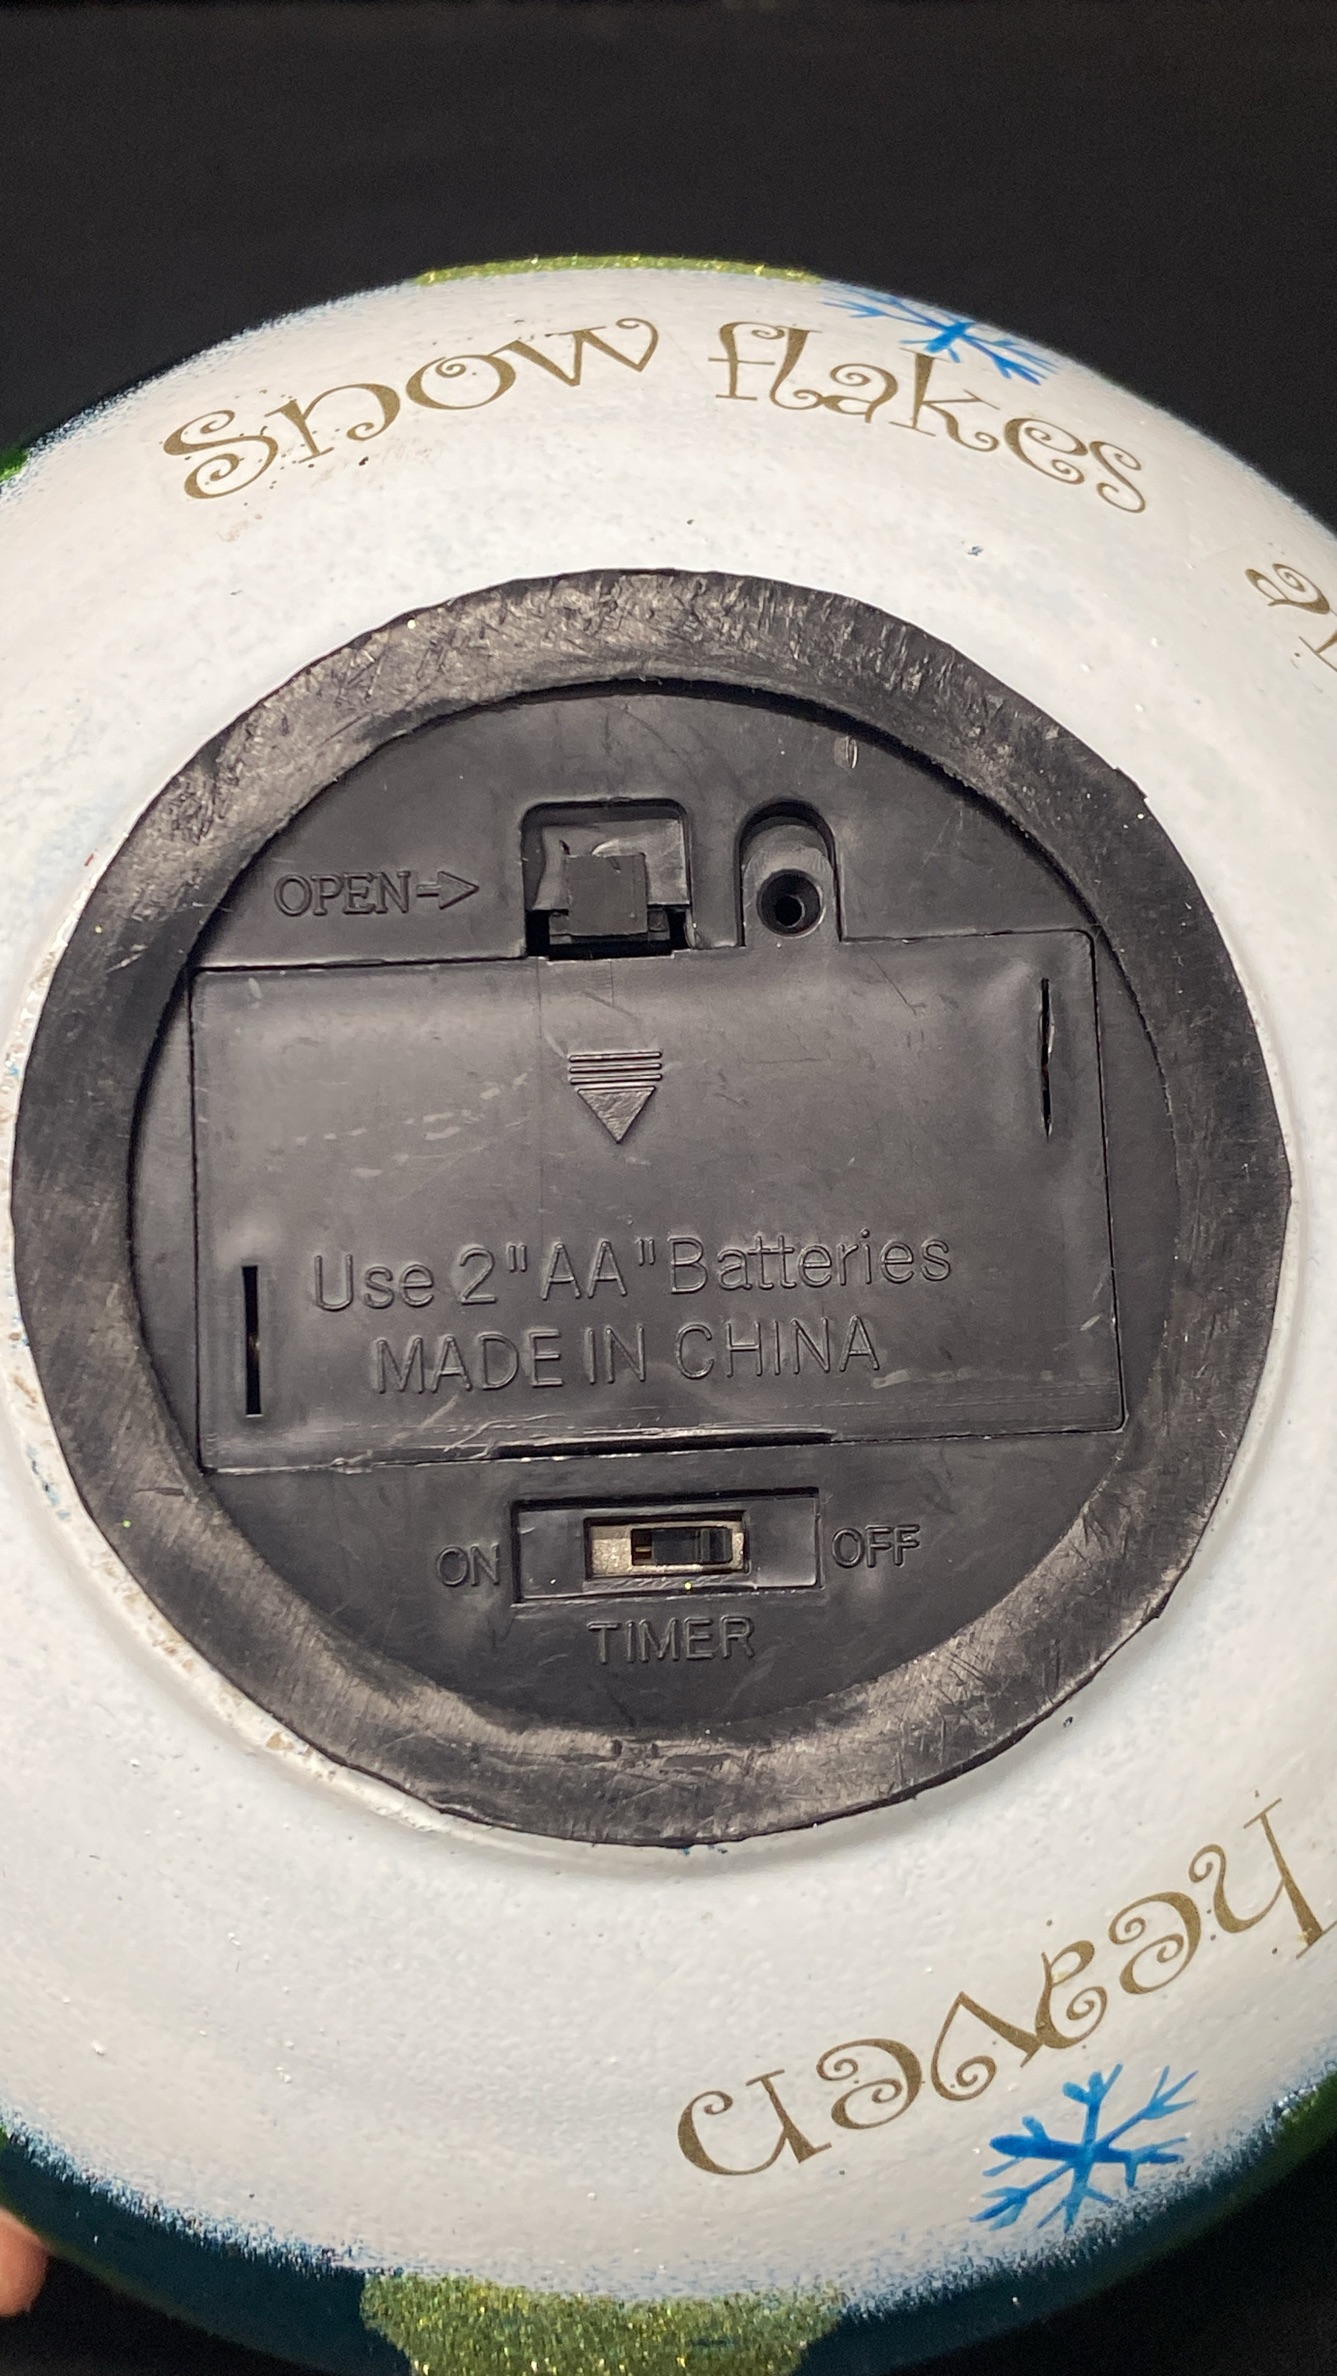 Snow flakes
OPEN
Use 2"AA"Batteries
MADE IN CHINA
ON OFF
TIMER
heaven